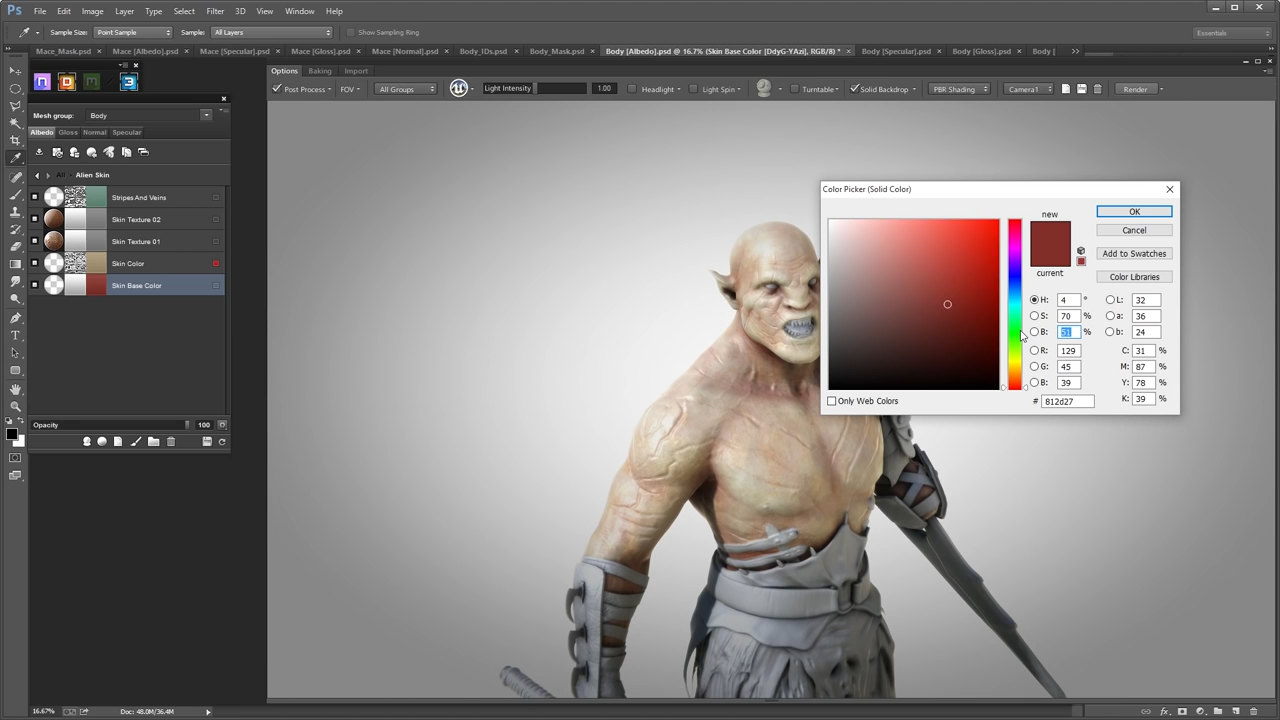 Ps File Edit Image Layer Type Select Filter 3D View Window Help
Sample Size: Point Sample Sample: All Layers Show Sampling Ring Essentials
Mace_Mask.psd Mace [Albedo].psd Mace [Specular].psd Mace [Gloss].psd Mace [Normal].psd Body_IDs.psd Body_Mask.psd Body [Albedo].psd @ 16.7% (Skin Base Color [DdyG-YAzi], RGB/8) * Body [Specular].psd Body [Gloss].psd Body [
Options Baking Import
Post Process FOV All Groups Light Intensity 1.00 Headlight Light Spin Turntable Solid Backdrop PBR Shading Camera1 Render
Mesh group: Body
Albedo Gloss Normal Specular
All Alien Skin
Stripes And Veins
Skin Texture 02
Skin Texture 01
Skin Color
Skin Base Color
Opacity 100
Color Picker (Solid Color)
new
current
OK
Cancel
Add to Swatches
Color Libraries
H: 4 ° L: 32
S: 70 % a: 36
B: 51 % b: 24
R: 129 C: 31 %
G: 45 M: 87 %
B: 39 Y: 78 %
# 812d27 K: 39 %
Only Web Colors
16.67% Doc: 48.0M/36.4M